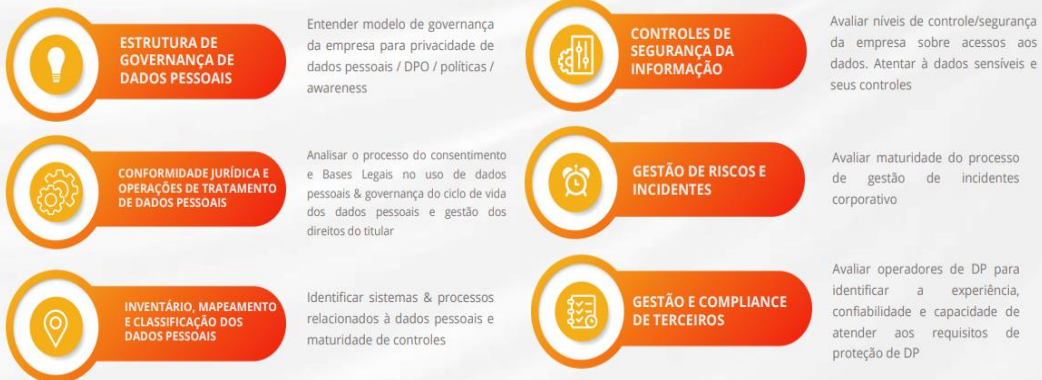 ESTRUTURA DE
GOVERNANÇA DE
DADOS PESSOAIS
Entender modelo de governança
da empresa para privacidade de
dados pessoais / DPO / políticas /
awareness
CONFORMIDADE JURÍDICA E
OPERAÇÕES DE TRATAMENTO
DE DADOS PESSOAIS
Analisar o processo do consentimento
e Bases Legais no uso de dados
pessoais & governança do ciclo de vida
dos dados pessoais e gestão dos
direitos do titular
INVENTÁRIO, MAPEAMENTO
E CLASSIFICAÇÃO DOS
DADOS PESSOAIS
Identificar sistemas & processos
relacionados à dados pessoais e
maturidade de controles
CONTROLES DE
SEGURANÇA DA
INFORMAÇÃO
Avaliar níveis de controle/segurança
da empresa sobre acessos aos
dados. Atentar à dados sensíveis e
seus controles
GESTÃO DE RISCOS E
INCIDENTES
Avaliar maturidade do processo
de gestão de incidentes
corporativo
GESTÃO E COMPLIANCE
DE TERCEIROS
Avaliar operadores de DP para
identificar a experiência,
confiabilidade e capacidade de
atender aos requisitos de
proteção de DP